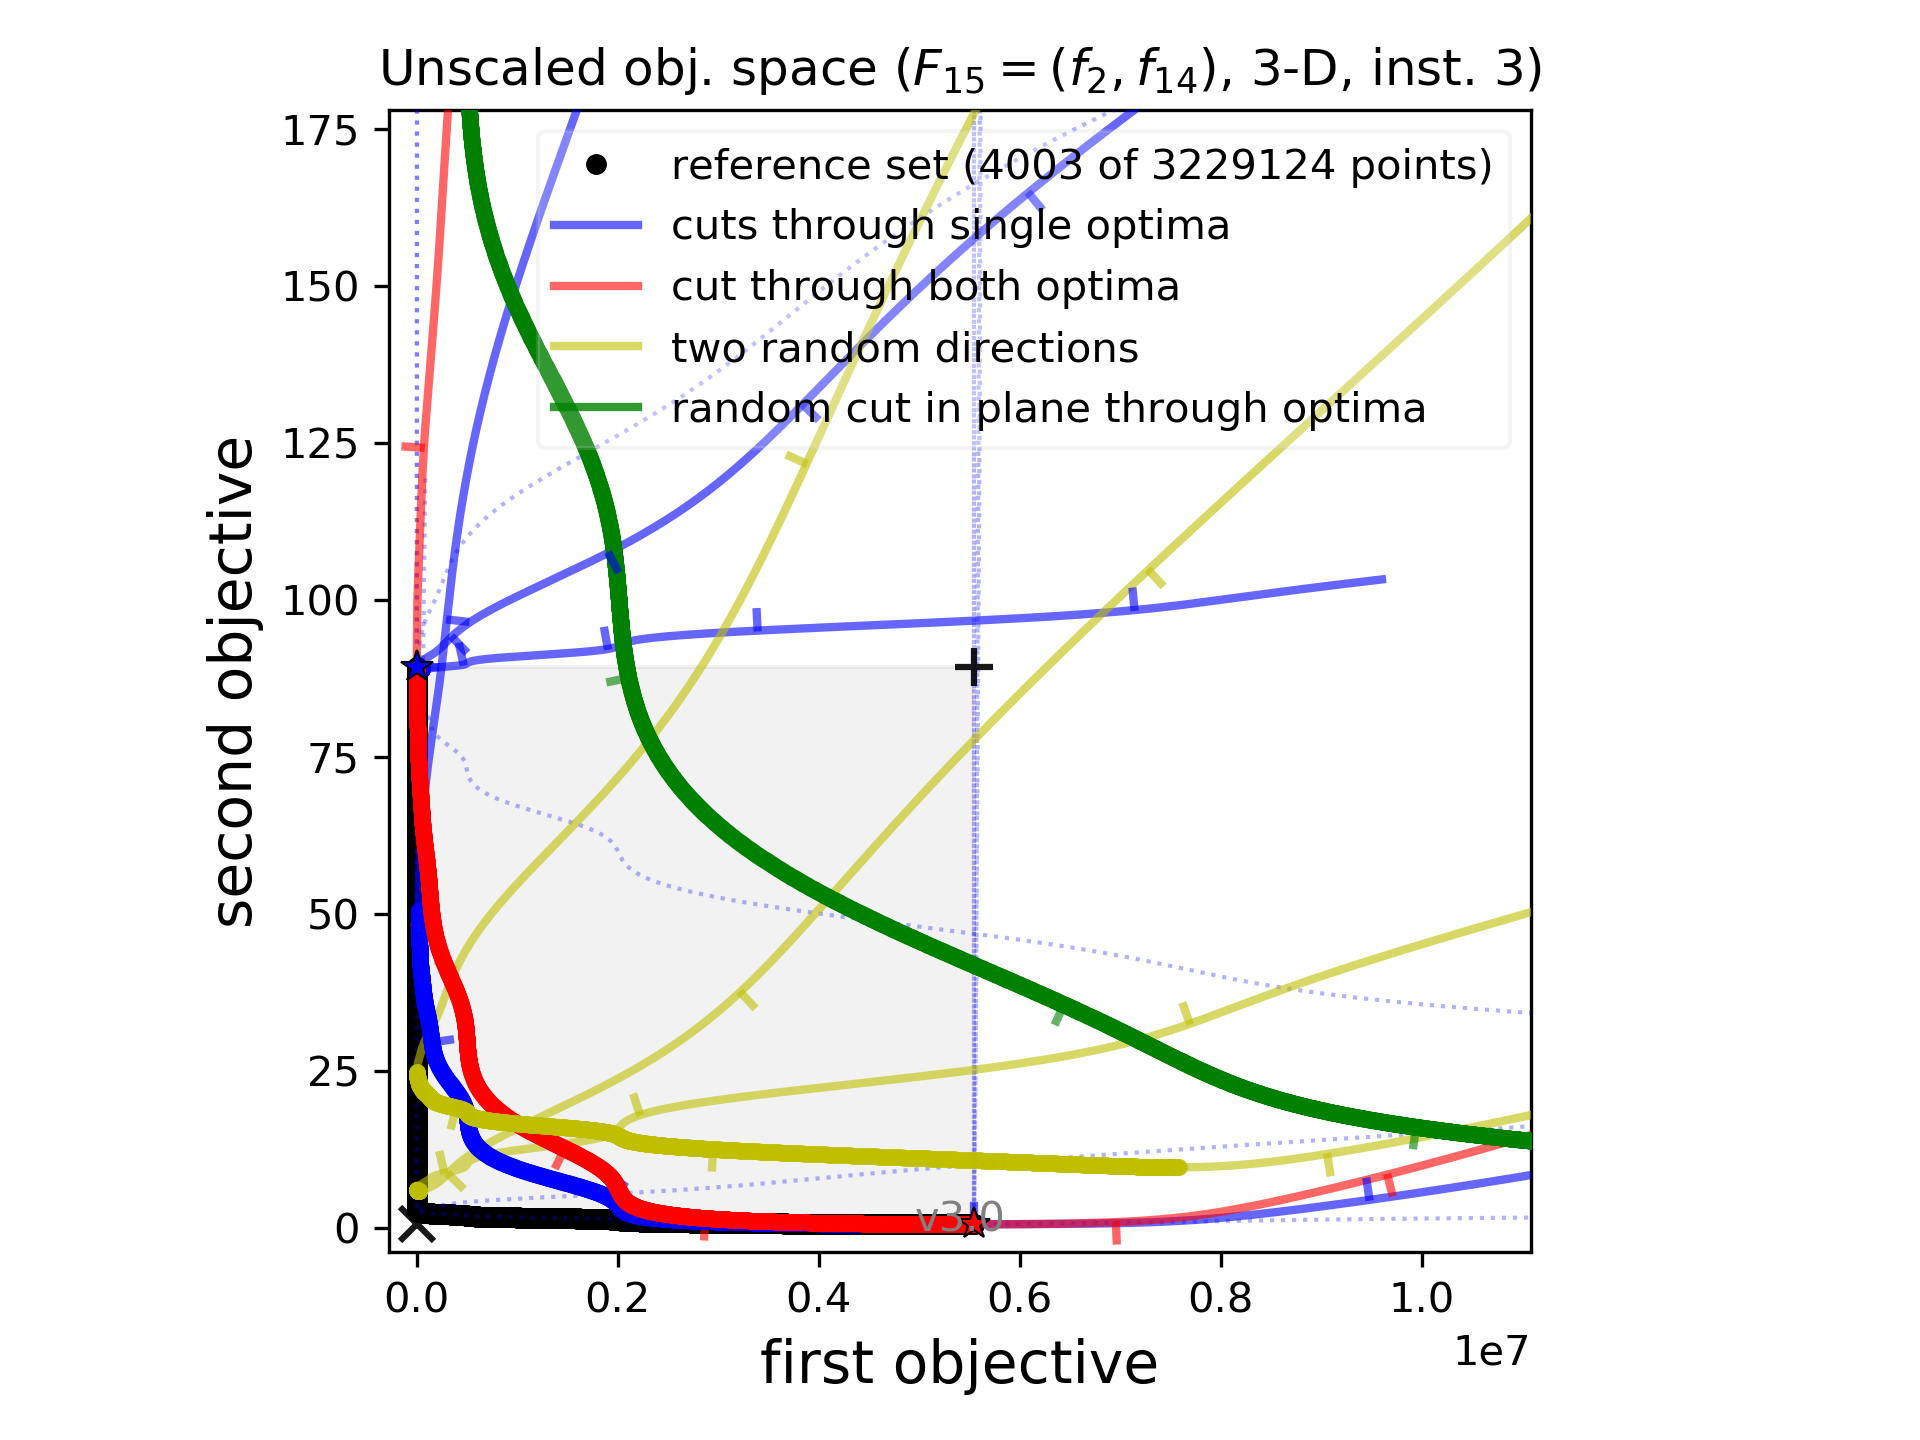 Unscaled obj. space (F₁₅ = (f₂, f₁₄), 3-D, inst. 3)
reference set (4003 of 3229124 points)
cuts through single optima
cut through both optima
two random directions
random cut in plane through optima
second objective
175
150
125
100
75
50
25
0
v3.0
0.0 0.2 0.4 0.6 0.8 1.0
1e7
first objective